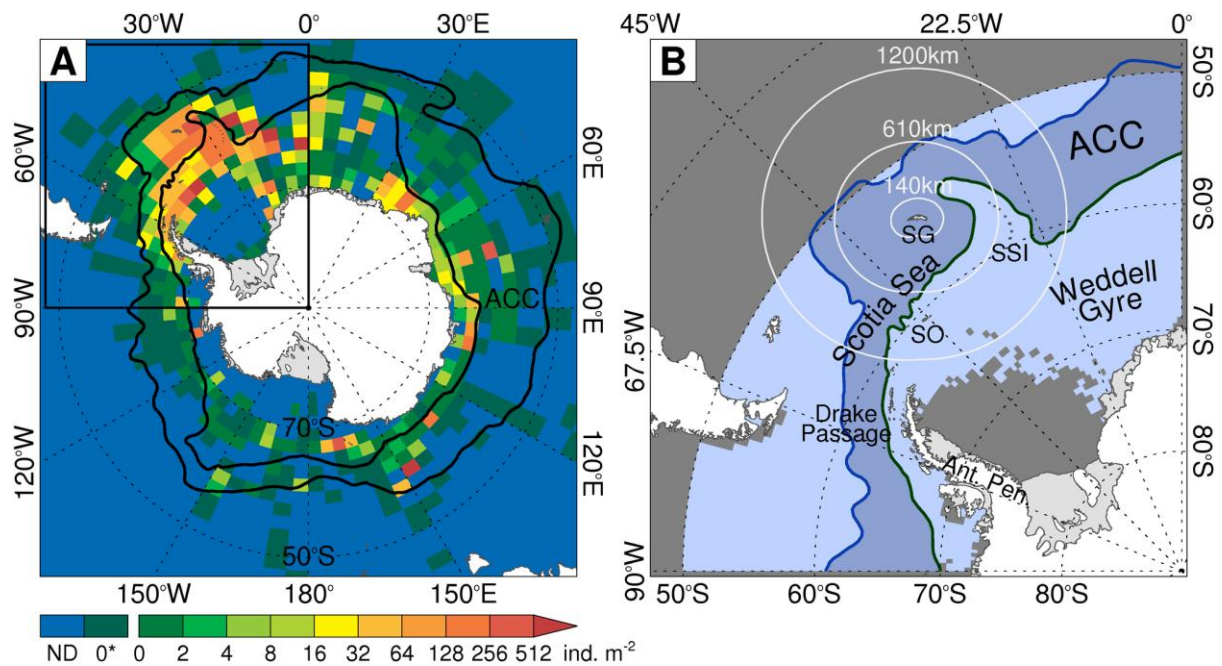 30°W 0° 30°E
A
60°W
60°E
90°W
90°E
ACC
70°S
50°S
120°W
120°E
150°W 180° 150°E
ND 0* 0 2 4 8 16 32 64 128 256 512 ind. m⁻²
45°W 22.5°W 0°
B
1200km
50°S
610km
ACC
140km
60°S
SG
SSI
Scotia Sea
Weddell
Gyre
67.5°W
SO
70°S
Drake
Passage
Ant. Pen
80°S
90°W
50°S 60°S 70°S 80°S